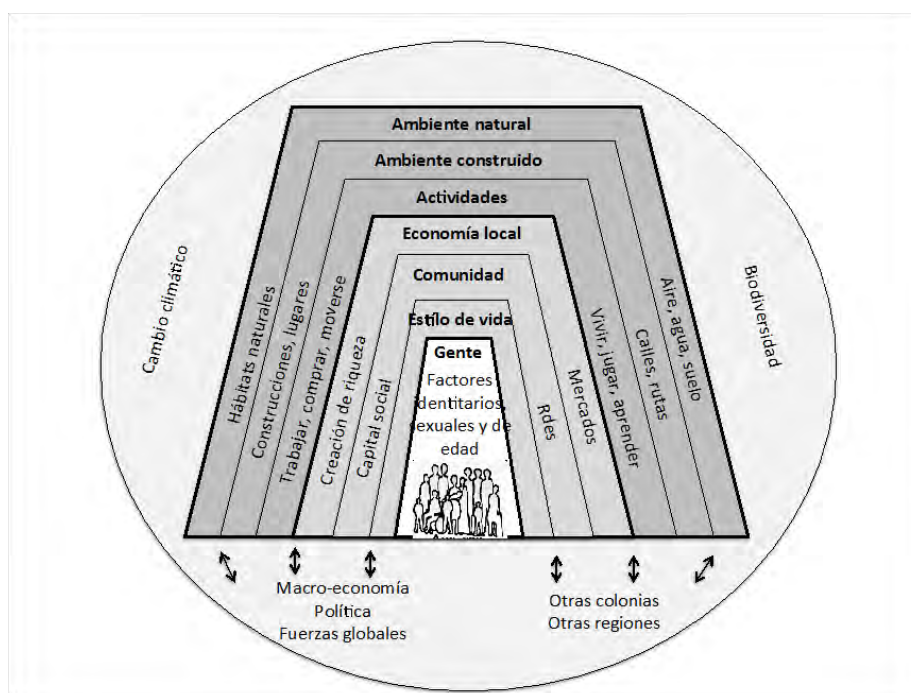 Ambiente natural
Ambiente construido
Actividades
Economía local
Comunidad
Estilo de vida
Gente
Factores
identitarios,
sexuales y de
edad
Cambio climático
Hábitats naturales
Construcciones, lugares
Trabajar, comprar, moverse
Creación de riqueza
Capital social
Rdes
Mercados
Vivir, jugar, aprender
Calles, rutas
Aire, agua, suelo
Biodiversidad
Macro-economía
Política
Fuerzas globales
Otras colonias
Otras regiones